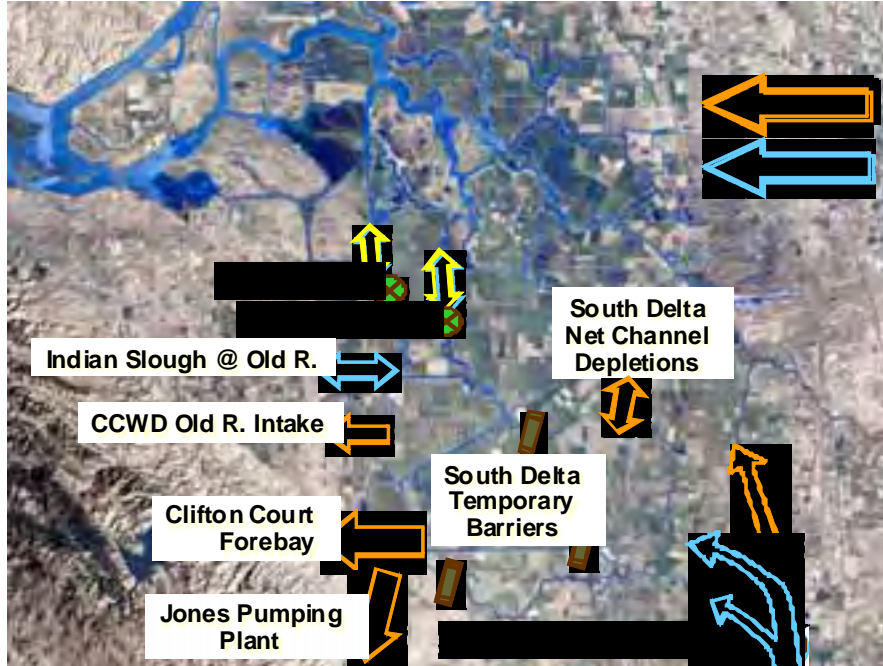 South Delta
Net Channel
Depletions
Indian Slough @ Old R.
CCWD Old R. Intake
South Delta
Temporary
Barriers
Clifton Court
Forebay
Jones Pumping
Plant